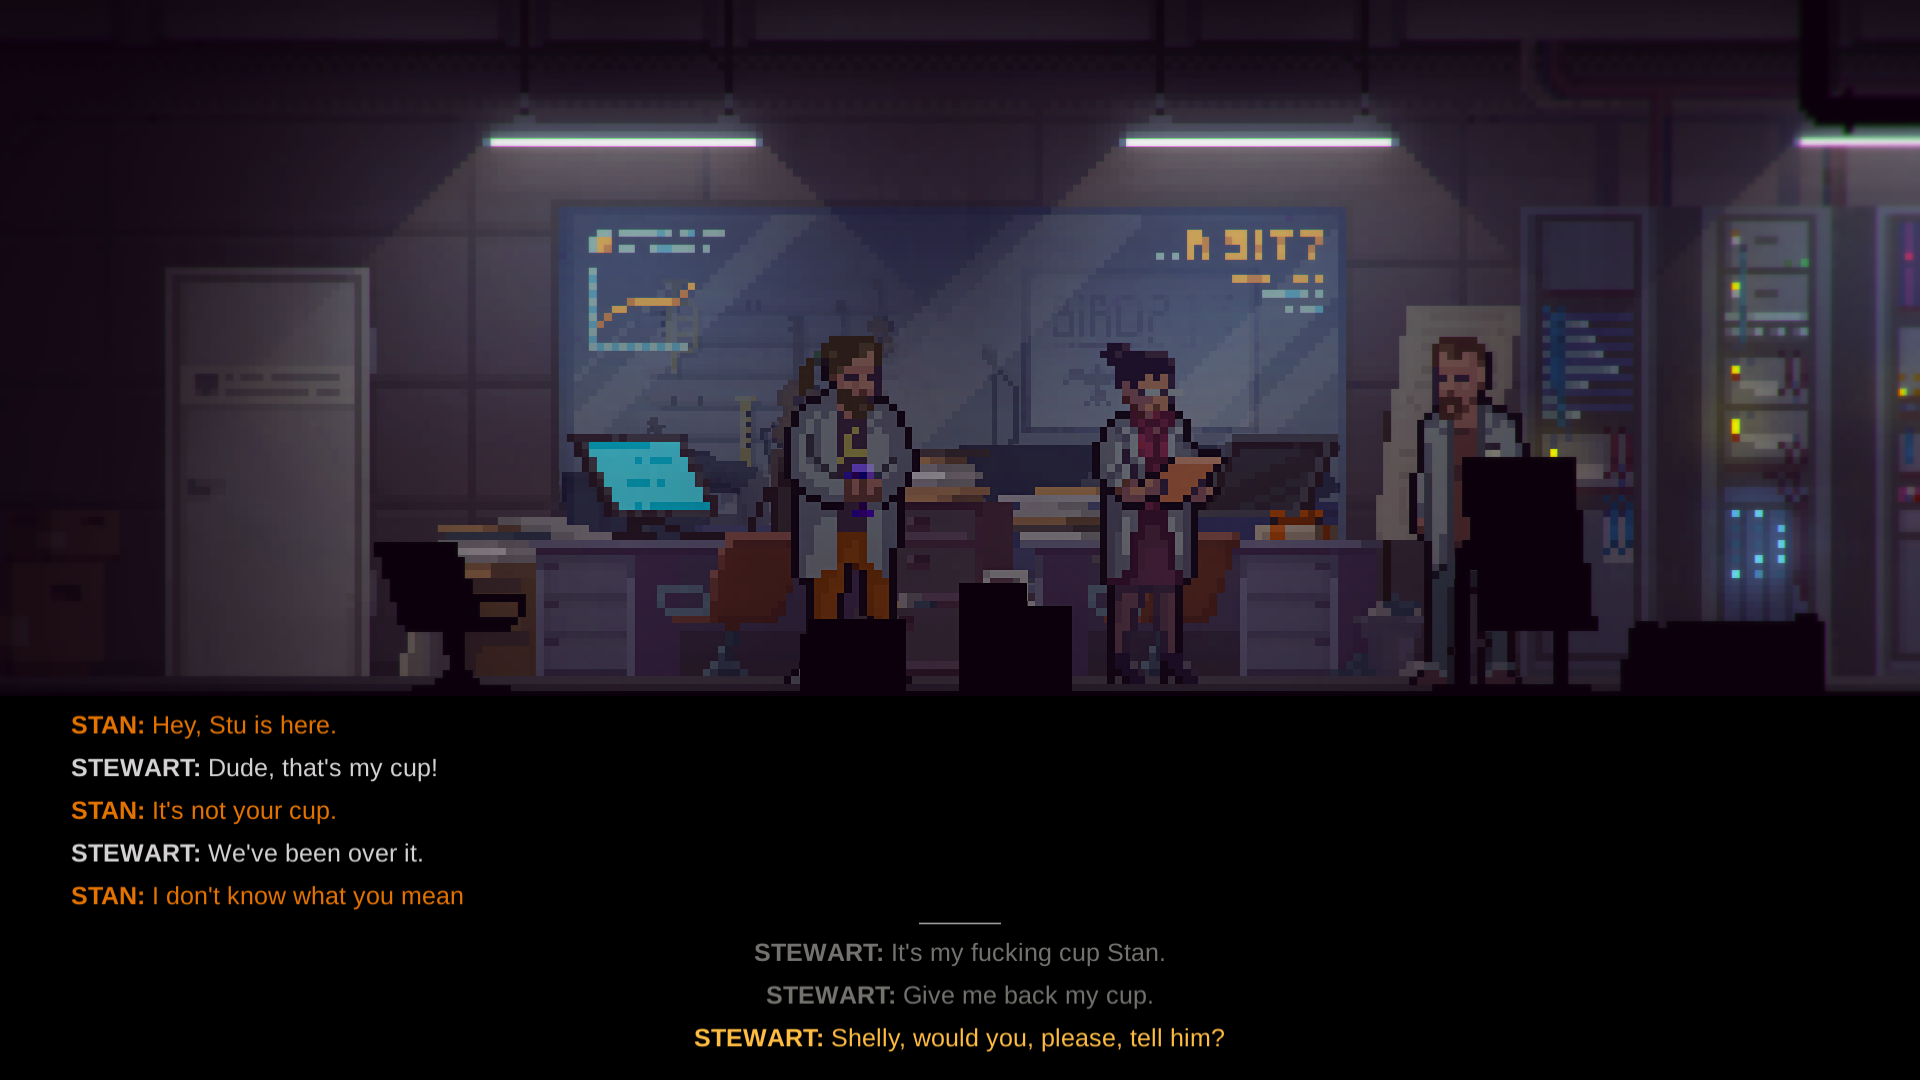 BIRD?
STAN: Hey, Stu is here.
STEWART: Dude, that's my cup!
STAN: It's not your cup.
STEWART: We've been over it.
STAN: I don't know what you mean
STEWART: It's my fucking cup Stan.
STEWART: Give me back my cup.
STEWART: Shelly, would you, please, tell him?